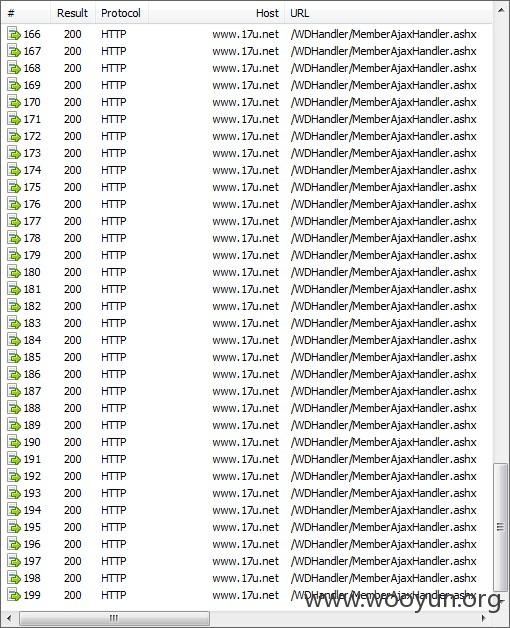 # Result Protocol Host URL
166 200 HTTP www.17u.net /WDHandler/MemberAjaxHandler.ashx
167 200 HTTP www.17u.net /WDHandler/MemberAjaxHandler.ashx
168 200 HTTP www.17u.net /WDHandler/MemberAjaxHandler.ashx
169 200 HTTP www.17u.net /WDHandler/MemberAjaxHandler.ashx
170 200 HTTP www.17u.net /WDHandler/MemberAjaxHandler.ashx
171 200 HTTP www.17u.net /WDHandler/MemberAjaxHandler.ashx
172 200 HTTP www.17u.net /WDHandler/MemberAjaxHandler.ashx
173 200 HTTP www.17u.net /WDHandler/MemberAjaxHandler.ashx
174 200 HTTP www.17u.net /WDHandler/MemberAjaxHandler.ashx
175 200 HTTP www.17u.net /WDHandler/MemberAjaxHandler.ashx
176 200 HTTP www.17u.net /WDHandler/MemberAjaxHandler.ashx
177 200 HTTP www.17u.net /WDHandler/MemberAjaxHandler.ashx
178 200 HTTP www.17u.net /WDHandler/MemberAjaxHandler.ashx
179 200 HTTP www.17u.net /WDHandler/MemberAjaxHandler.ashx
180 200 HTTP www.17u.net /WDHandler/MemberAjaxHandler.ashx
181 200 HTTP www.17u.net /WDHandler/MemberAjaxHandler.ashx
182 200 HTTP www.17u.net /WDHandler/MemberAjaxHandler.ashx
183 200 HTTP www.17u.net /WDHandler/MemberAjaxHandler.ashx
184 200 HTTP www.17u.net /WDHandler/MemberAjaxHandler.ashx
185 200 HTTP www.17u.net /WDHandler/MemberAjaxHandler.ashx
186 200 HTTP www.17u.net /WDHandler/MemberAjaxHandler.ashx
187 200 HTTP www.17u.net /WDHandler/MemberAjaxHandler.ashx
188 200 HTTP www.17u.net /WDHandler/MemberAjaxHandler.ashx
189 200 HTTP www.17u.net /WDHandler/MemberAjaxHandler.ashx
190 200 HTTP www.17u.net /WDHandler/MemberAjaxHandler.ashx
191 200 HTTP www.17u.net /WDHandler/MemberAjaxHandler.ashx
192 200 HTTP www.17u.net /WDHandler/MemberAjaxHandler.ashx
193 200 HTTP www.17u.net /WDHandler/MemberAjaxHandler.ashx
194 200 HTTP www.17u.net /WDHandler/MemberAjaxHandler.ashx
195 200 HTTP www.17u.net /WDHandler/MemberAjaxHandler.ashx
196 200 HTTP www.17u.net /WDHandler/MemberAjaxHandler.ashx
197 200 HTTP www.17u.net /WDHandler/MemberAjaxHandler.ashx
198 200 HTTP www.17u.net /WDHandler/MemberAjaxHandler.ashx
199 200 HTTP www.17u.net /WDHandler/MemberAjaxHandler.ashx
www.wooyun.org